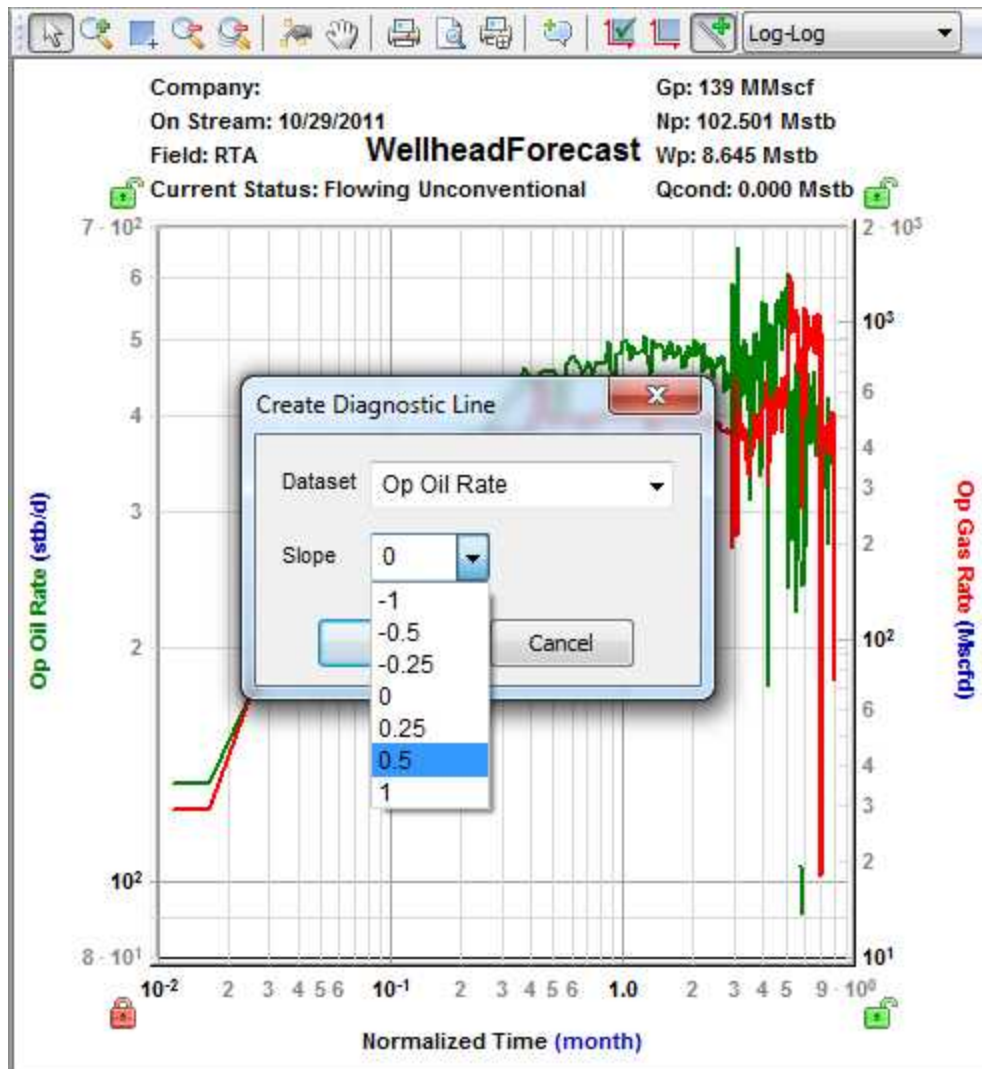 Log-Log
Company:
On Stream: 10/29/2011
Field: RTA
Current Status: Flowing Unconventional
WellheadForecast
Gp: 139 MMscf
Np: 102.501 Mstb
Wp: 8.645 Mstb
Qcond: 0.000 Mstb
7 · 10²
6
5
4
3
2
10²
8 · 10¹
Op Oil Rate (stb/d)
Create Diagnostic Line
Dataset Op Oil Rate
Slope 0
-1
-0.5
-0.25
0
0.25
0.5
1
Cancel
2 · 10³
10³
6
4
3
2
10²
6
4
3
2
10¹
Op Gas Rate (Mscfd)
10⁻² 2 3 4 5 6 10⁻¹ 2 3 4 5 6 1.0 2 3 4 5 9 · 10⁰
Normalized Time (month)